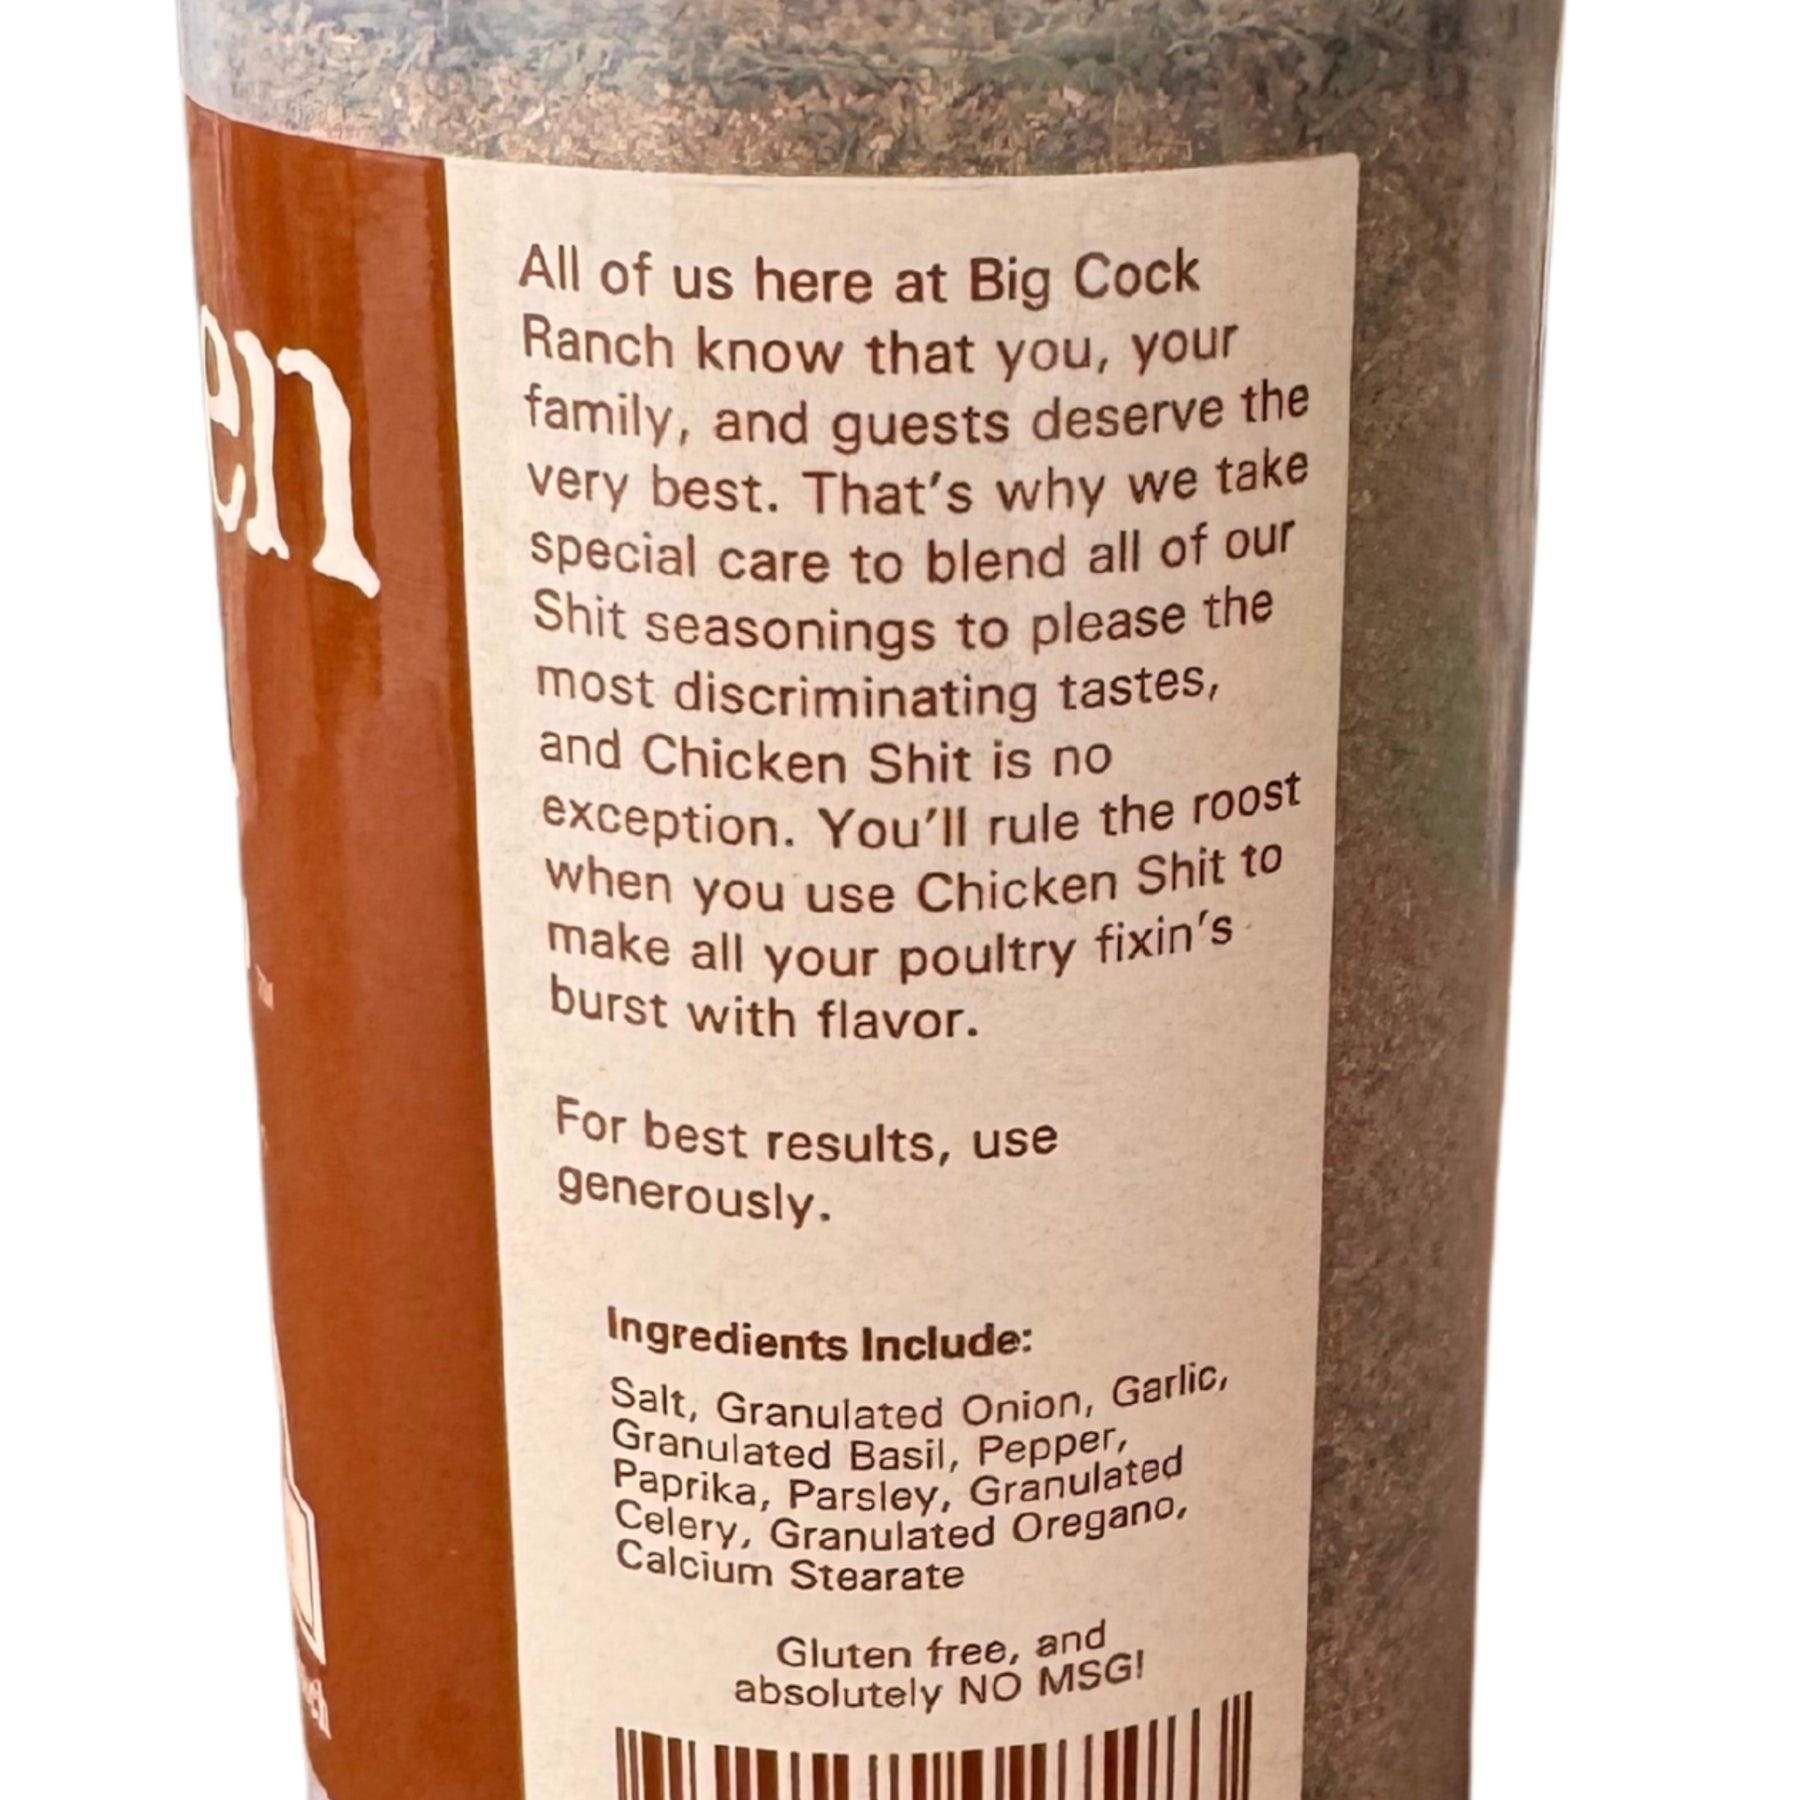 en
TM
All of us here at Big Cock
Ranch know that you, your
family, and guests deserve the
very best. That's why we take
special care to blend all of our
Shit seasonings to please the
most discriminating tastes,
and Chicken Shit is no
exception. You'll rule the roost
when you use Chicken Shit to
make all your poultry fixin's
burst with flavor.
For best results, use
generously.
Ingredients Include:
Salt, Granulated Onion, Garlic,
Granulated Basil, Pepper,
Paprika, Parsley, Granulated
Celery, Granulated Oregano,
Calcium Stearate
Gluten free, and
absolutely NO MSG!